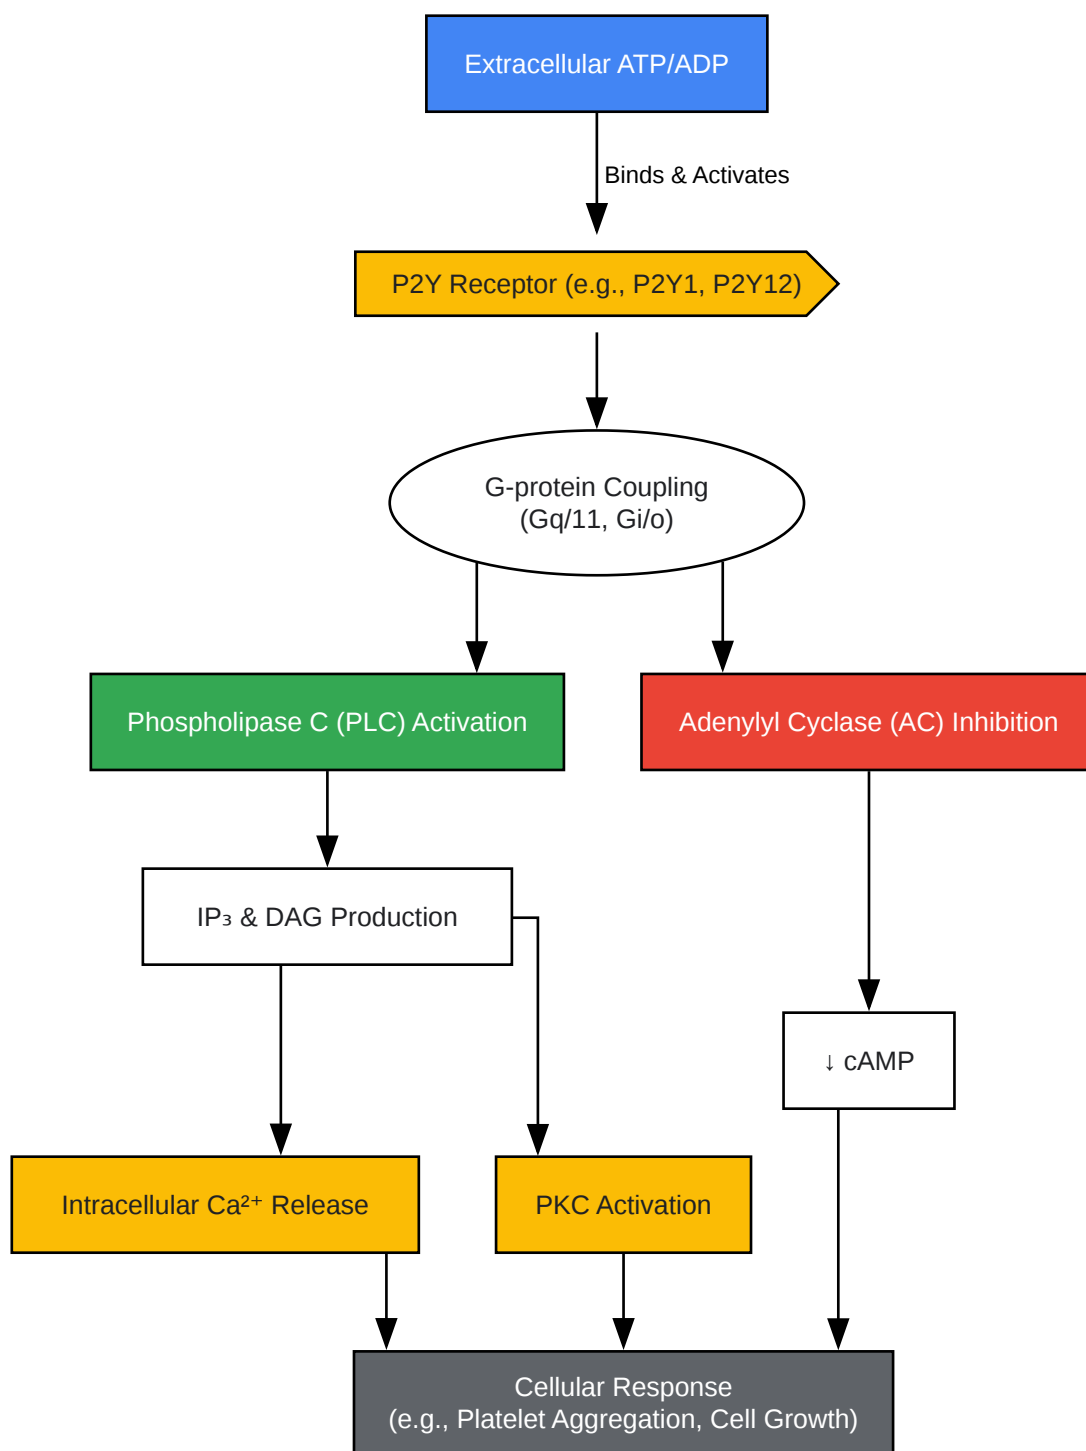 Extracellular ATP/ADP
Binds & Activates
P2Y Receptor (e.g., P2Y1, P2Y12)
G-protein Coupling
(Gq/11, Gi/o)
Phospholipase C (PLC) Activation
Adenylyl Cyclase (AC) Inhibition
IP₃ & DAG Production
↓ cAMP
Intracellular Ca²⁺ Release
PKC Activation
Cellular Response
(e.g., Platelet Aggregation, Cell Growth)